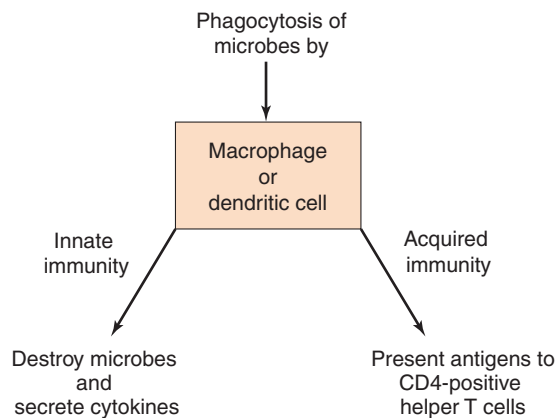 Phagocytosis of
microbes by
Macrophage
or
dendritic cell
Innate
immunity
Acquired
immunity
Destroy microbes
and
secrete cytokines
Present antigens to
CD4-positive
helper T cells